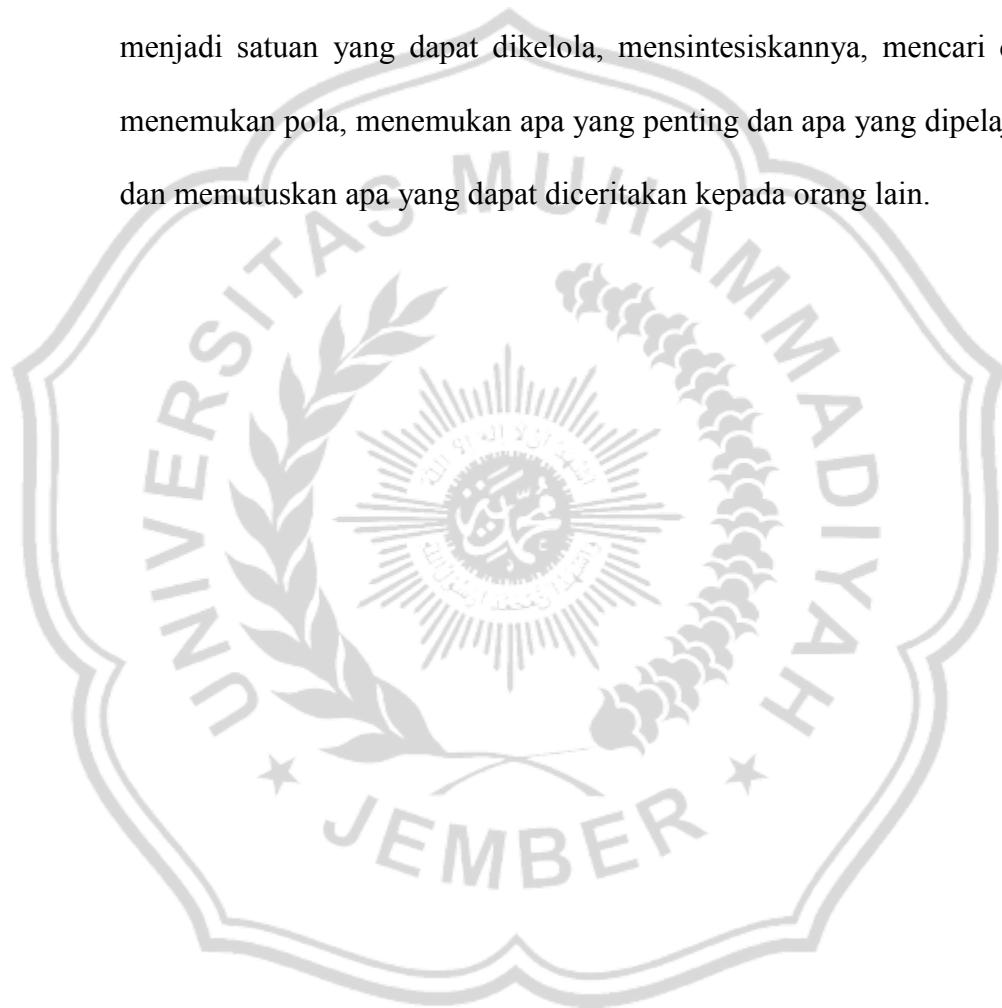 menjadi satuan yang dapat dikelola, mensintesiskannya, mencari
menemukan pola, menemukan apa yang penting dan apa yang
dan memutuskan apa yang dapat diceritakan kepada orang lain.
UNIVERSITAS MUHAMMADIYAH
JEMBER